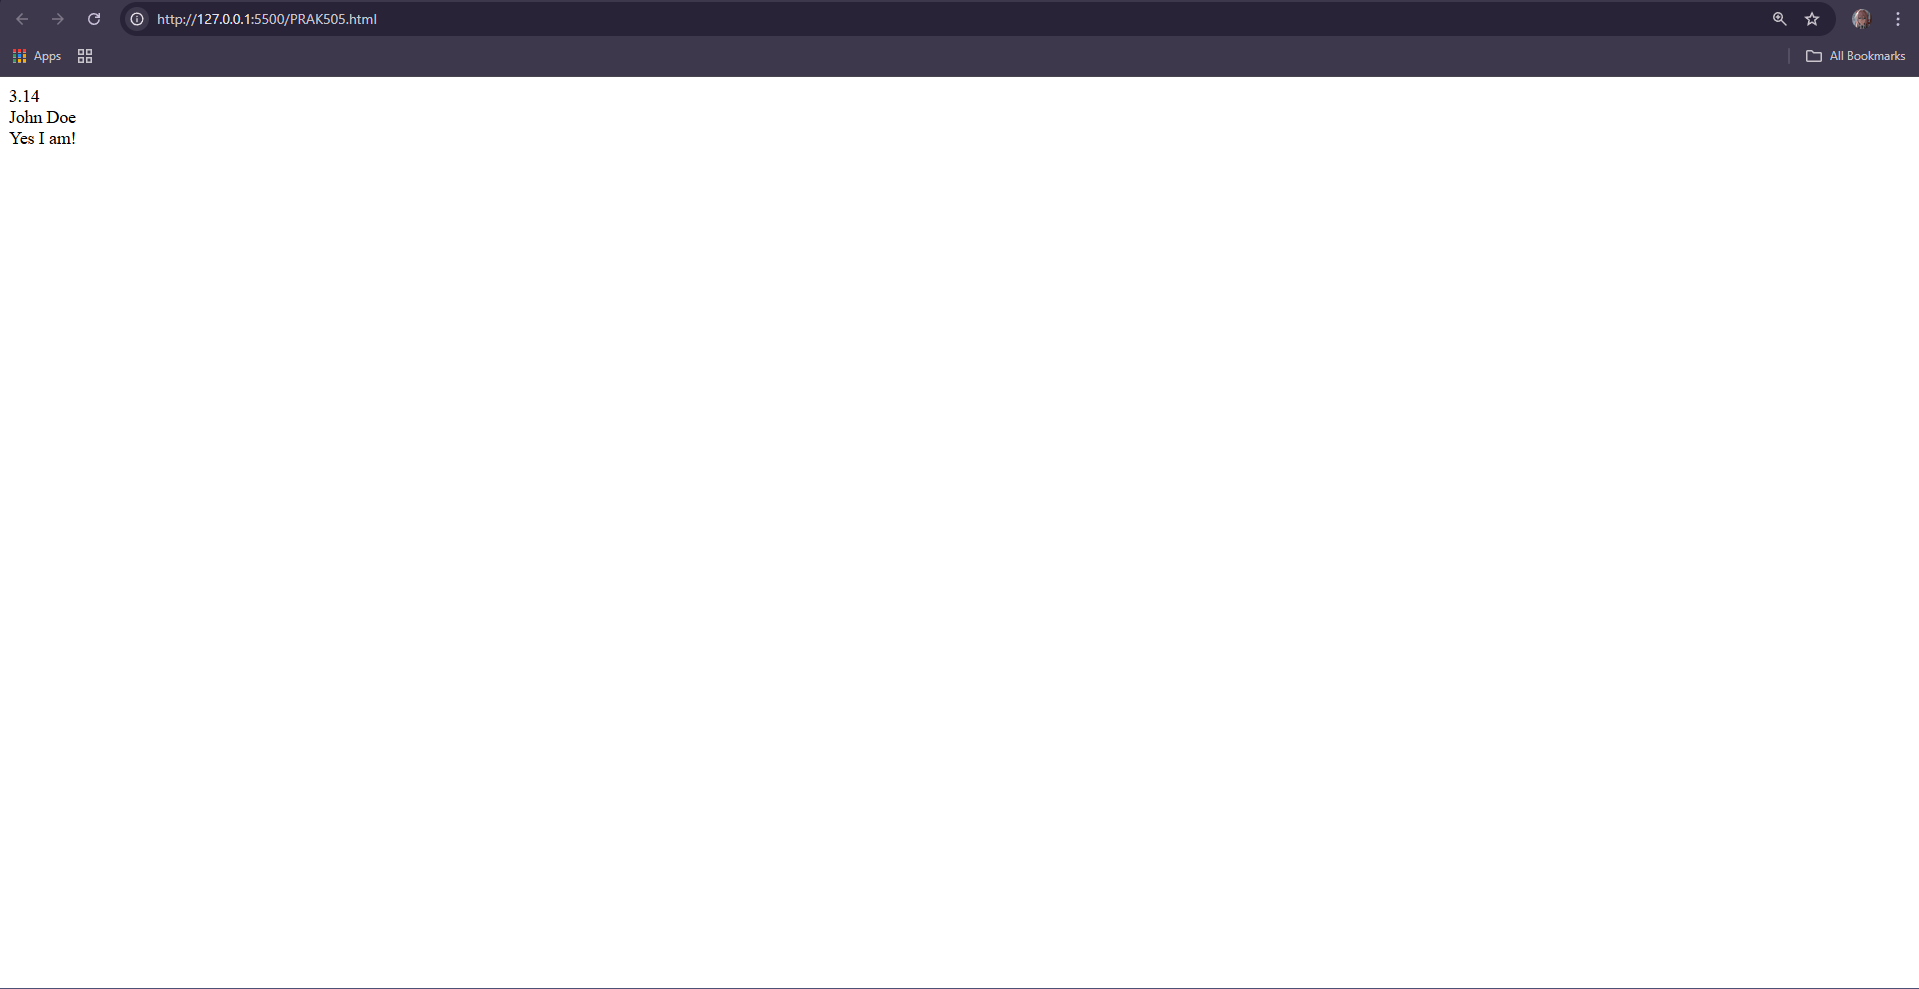 http://127.0.0.1:5500/PRAK505.html
Apps
All Bookmarks
3.14
John Doe
Yes I am!